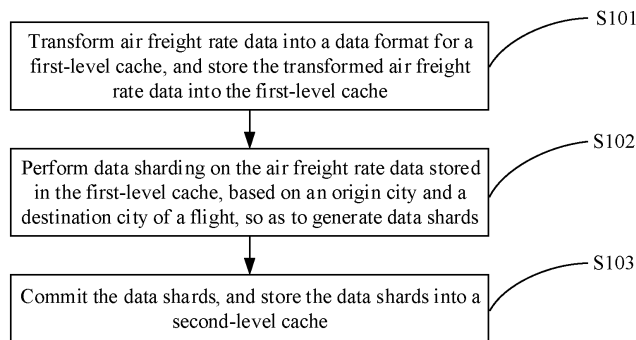 S101
Transform air freight rate data into a data format for a
first-level cache, and store the transformed air freight
rate data into the first-level cache
S102
Perform data sharding on the air freight rate data stored
in the first-level cache, based on an origin city and a
destination city of a flight, so as to generate data shards
S103
Commit the data shards, and store the data shards into a
second-level cache